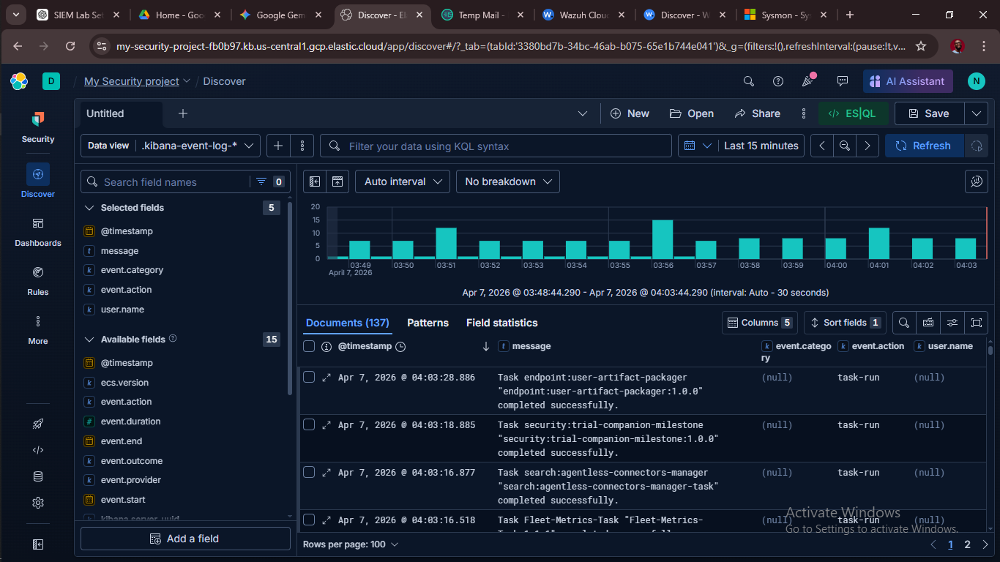 SIEM Lab Set
Home - Goo
Google Gem
Discover - El
Temp Mail -
Wazuh Clou
Discover - W
Sysmon - Sy
my-security-project-fb0b97.kb.us-central1.gcp.elastic.cloud/app/discover#/?_tab=(tabId:'3380bd7b-34bc-46ab-b075-65e1b744e041')&_g=(filters:!(),refreshInterval:(pause:!t,v...
D
My Security project
Discover
AI Assistant
N
Untitled
New
Open
Share
ES|QL
Save
Security
Discover
Dashboards
Rules
More
Data view
.kibana-event-log-*
Filter your data using KQL syntax
Last 15 minutes
Refresh
Search field names
0
Selected fields
5
@timestamp
message
event.category
event.action
user.name
Available fields
15
@timestamp
ecs.version
event.action
event.duration
event.end
event.outcome
event.provider
event.start
kibana.server_uuid
Add a field
Auto interval
No breakdown
20
15
10
5
0
03:49 03:50 03:51 03:52 03:53 03:54 03:55 03:56 03:57 03:58 03:59 04:00 04:01 04:02 04:03
April 7, 2026
Apr 7, 2026 @ 03:48:44.290 - Apr 7, 2026 @ 04:03:44.290 (interval: Auto - 30 seconds)
Documents (137)
Patterns
Field statistics
Columns 5
Sort fields 1
@timestamp
message
event.catego
ry
event.action
user.name
Apr 7, 2026 @ 04:03:28.886
Task endpoint:user-artifact-packager
"endpoint:user-artifact-packager:1.0.0"
completed successfully.
(null)
task-run
(null)
Apr 7, 2026 @ 04:03:18.885
Task security:trial-companion-milestone
"security:trial-companion-milestone:1.0.0"
completed successfully.
(null)
task-run
(null)
Apr 7, 2026 @ 04:03:16.877
Task search:agentless-connectors-manager
"search:agentless-connectors-manager-task"
completed successfully.
(null)
task-run
(null)
Apr 7, 2026 @ 04:03:16.518
Task Fleet-Metrics-Task "Fleet-Metrics-
(null)
task-run
(null)
Activate Windows
Go to Settings to activate Windows.
Rows per page: 100
1
2